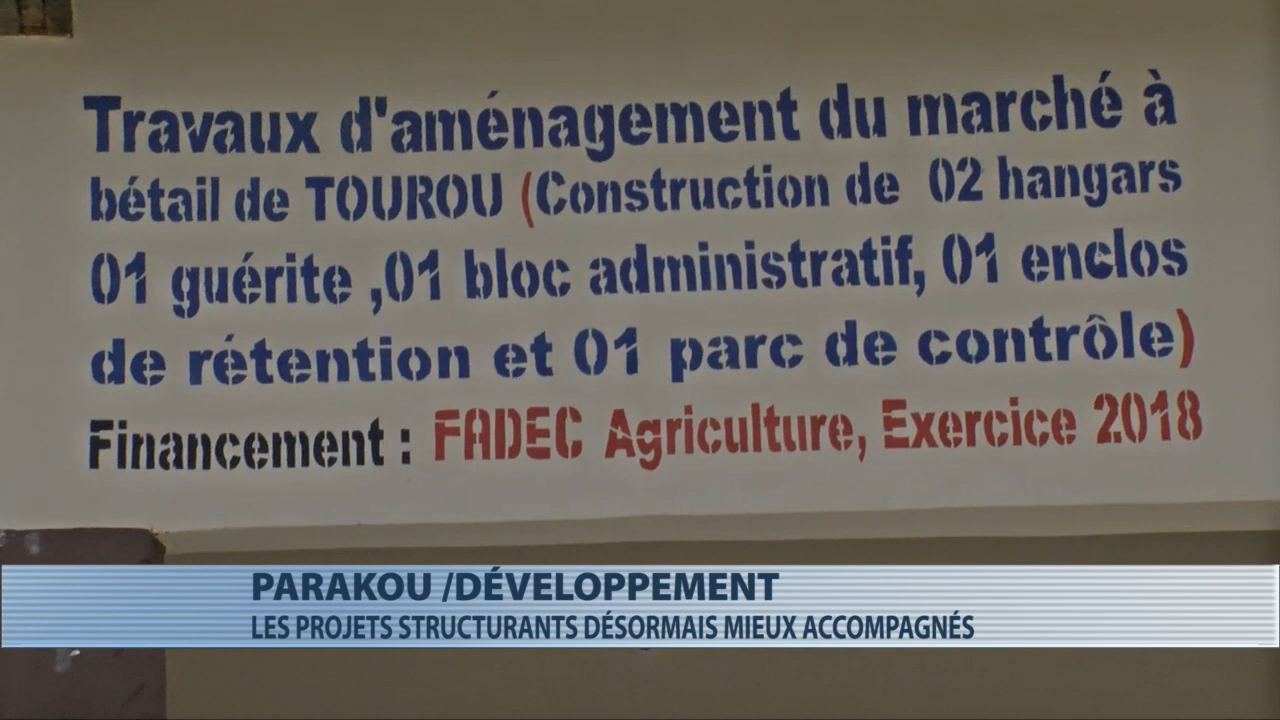 Travaux d'aménagement du marché à
bétail de TOUROU (Construction de 02 hangars
01 guérite ,01 bloc administratif, 01 enclos
de rétention et 01 parc de contrôle)
Financement : FADEC Agriculture, Exercice 2018
PARAKOU /DÉVELOPPEMENT
LES PROJETS STRUCTURANTS DÉSORMAIS MIEUX ACCOMPAGNÉS